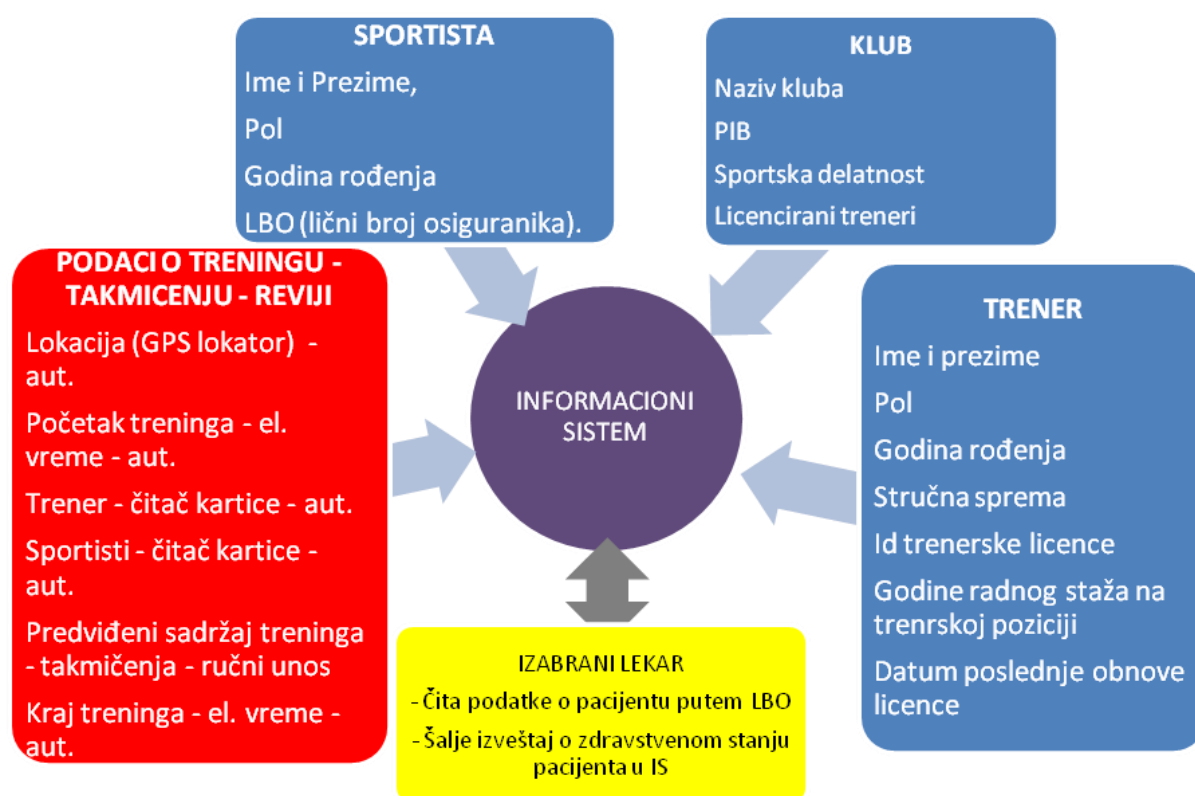 SPORTISTA
Ime i Prezime,
Pol
Godina rođenja
LBO (lični broj osiguranika).
KLUB
Naziv kluba
PIB
Sportska delatnost
Licencirani treneri
PODACI O TRENINGU -
TAKMICENJU - REVIJI
Lokacija (GPS lokator) -
aut.
Početak treninga - el.
vreme - aut.
Trener - čitač kartice - aut.
Sportisti - čitač kartice -
aut.
Predviđeni sadržaj treninga
- takmičenja - ručni unos
Kraj treninga - el. vreme -
aut.
INFORMACIONI
SISTEM
TRENER
Ime i prezime
Pol
Godina rođenja
Stručna sprema
Id trenerske licence
Godine radnog staža na
trenrskoj poziciji
Datum poslednje obnove
licence
IZABRANI LEKAR
- Čita podatke o pacijentu putem LBO
- Šalje izveštaj o zdravstvenom stanju
pacijenta u IS